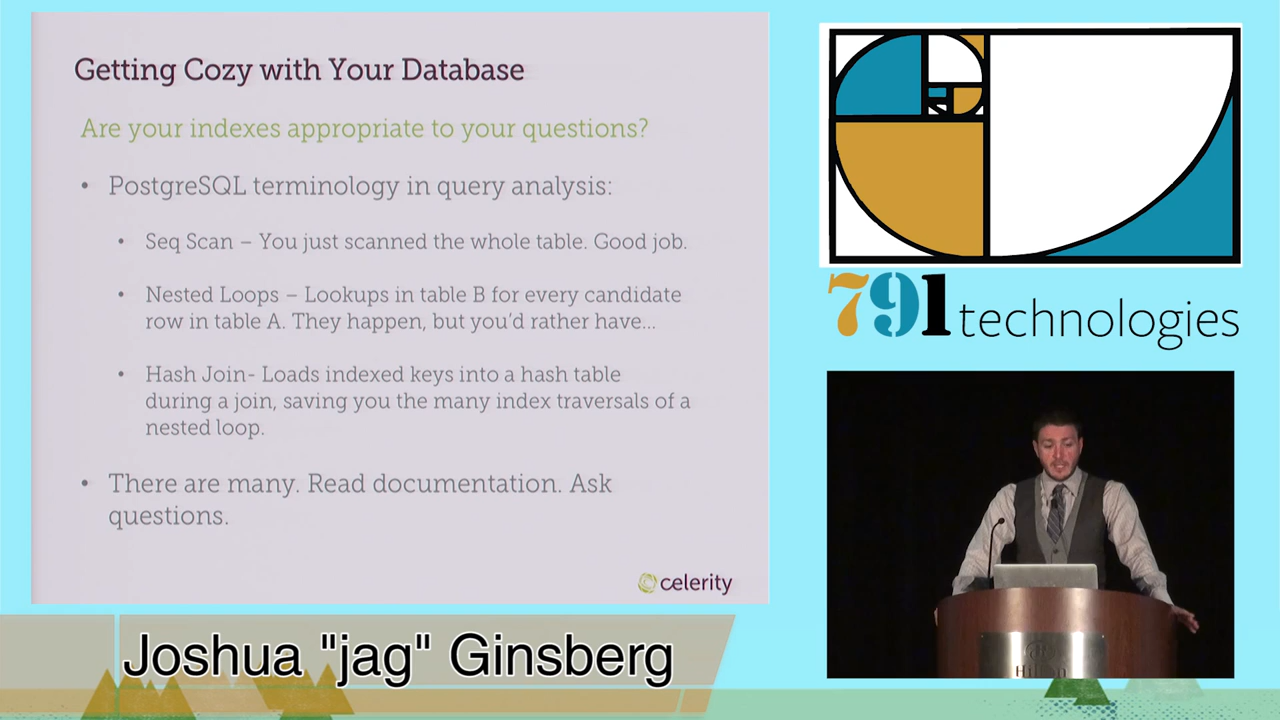 Getting Cozy with Your Database
Are your indexes appropriate to your questions?
• PostgreSQL terminology in query analysis:
• Seq Scan – You just scanned the whole table. Good job.
• Nested Loops – Lookups in table B for every candidate
row in table A. They happen, but you'd rather have...
• Hash Join- Loads indexed keys into a hash table
during a join, saving you the many index traversals of a
nested loop.
• There are many. Read documentation. Ask
questions.
celerity
791 technologies
Hilton
Joshua "jag" Ginsberg